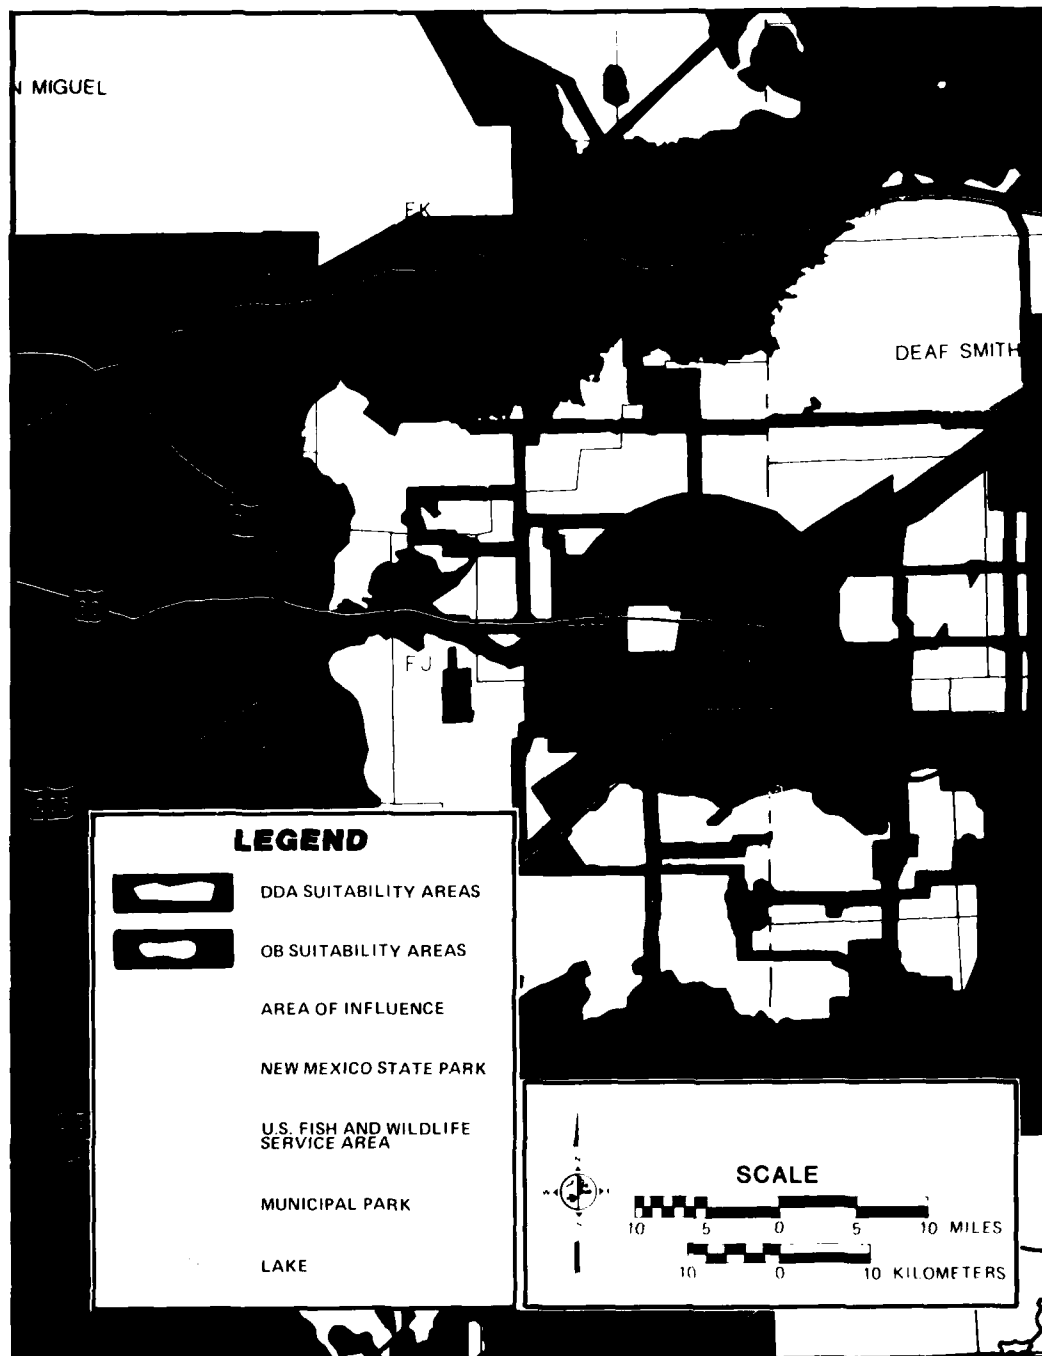 N MIGUEL
DEAF SMITH
FJ
LEGEND
DDA SUITABILITY AREAS
OB SUITABILITY AREAS
AREA OF INFLUENCE
NEW MEXICO STATE PARK
U.S. FISH AND WILDLIFE
SERVICE AREA
MUNICIPAL PARK
LAKE
N
W
SCALE
10 5 0 5 10 MILES
10 0 10 KILOMETERS